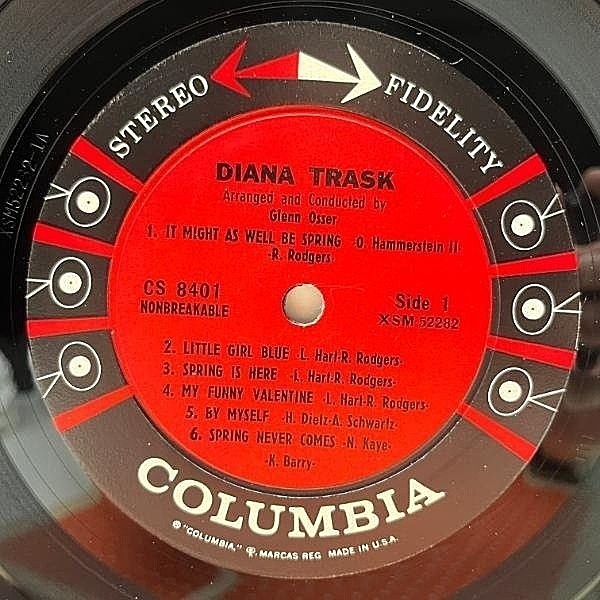 STEREO FIDELITY
DIANA TRASK
Arranged and Conducted by
Glenn Osser
1. IT MIGHT AS WELL BE SPRING -O. Hammerstein II-
-R. Rodgers-
CS 8401
NONBREAKABLE
Side 1
XSM 52282
2. LITTLE GIRL BLUE -L. Hart-R. Rodgers-
3. SPRING IS HERE -L. Hart-R. Rodgers-
4. MY FUNNY VALENTINE -L. Hart-R. Rodgers-
5. BY MYSELF -H. Dietz-A. Schwartz-
6. SPRING NEVER COMES -N. Kaye-
-K. Barry-
COLUMBIA
® "COLUMBIA," ℗, MARCAS REG. MADE IN U.S.A.